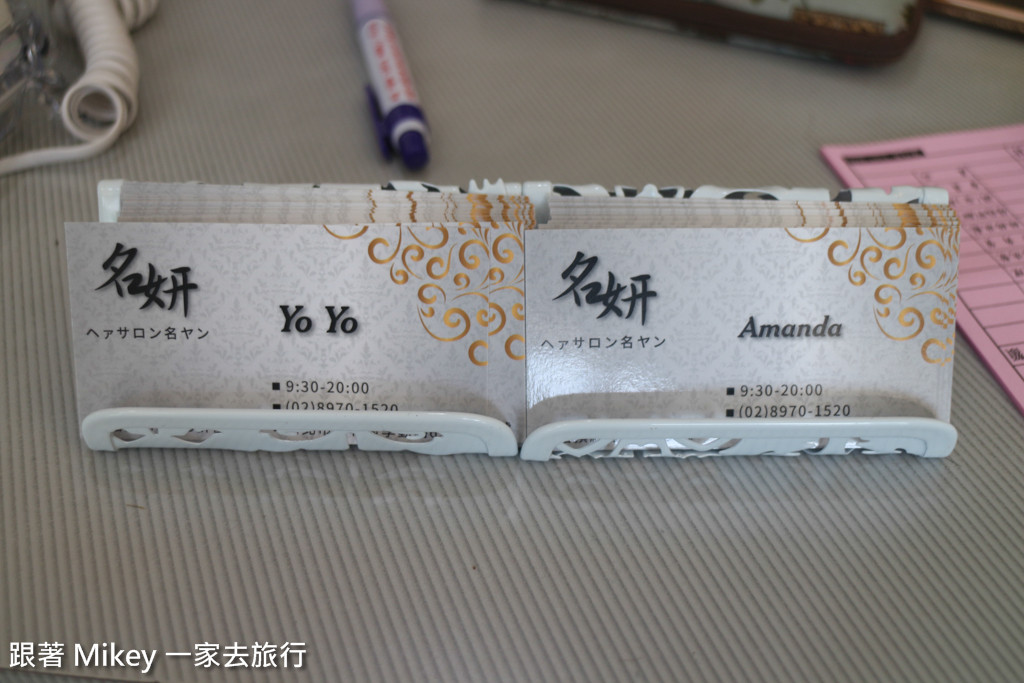 名妍
ヘァサロン名ヤン
Yo Yo
■ 9:30-20:00
■ (02)8970-1520
名妍
ヘァサロン名ヤン
Amanda
■ 9:30-20:00
■ (02)8970-1520
跟著 Mikey 一家去旅行